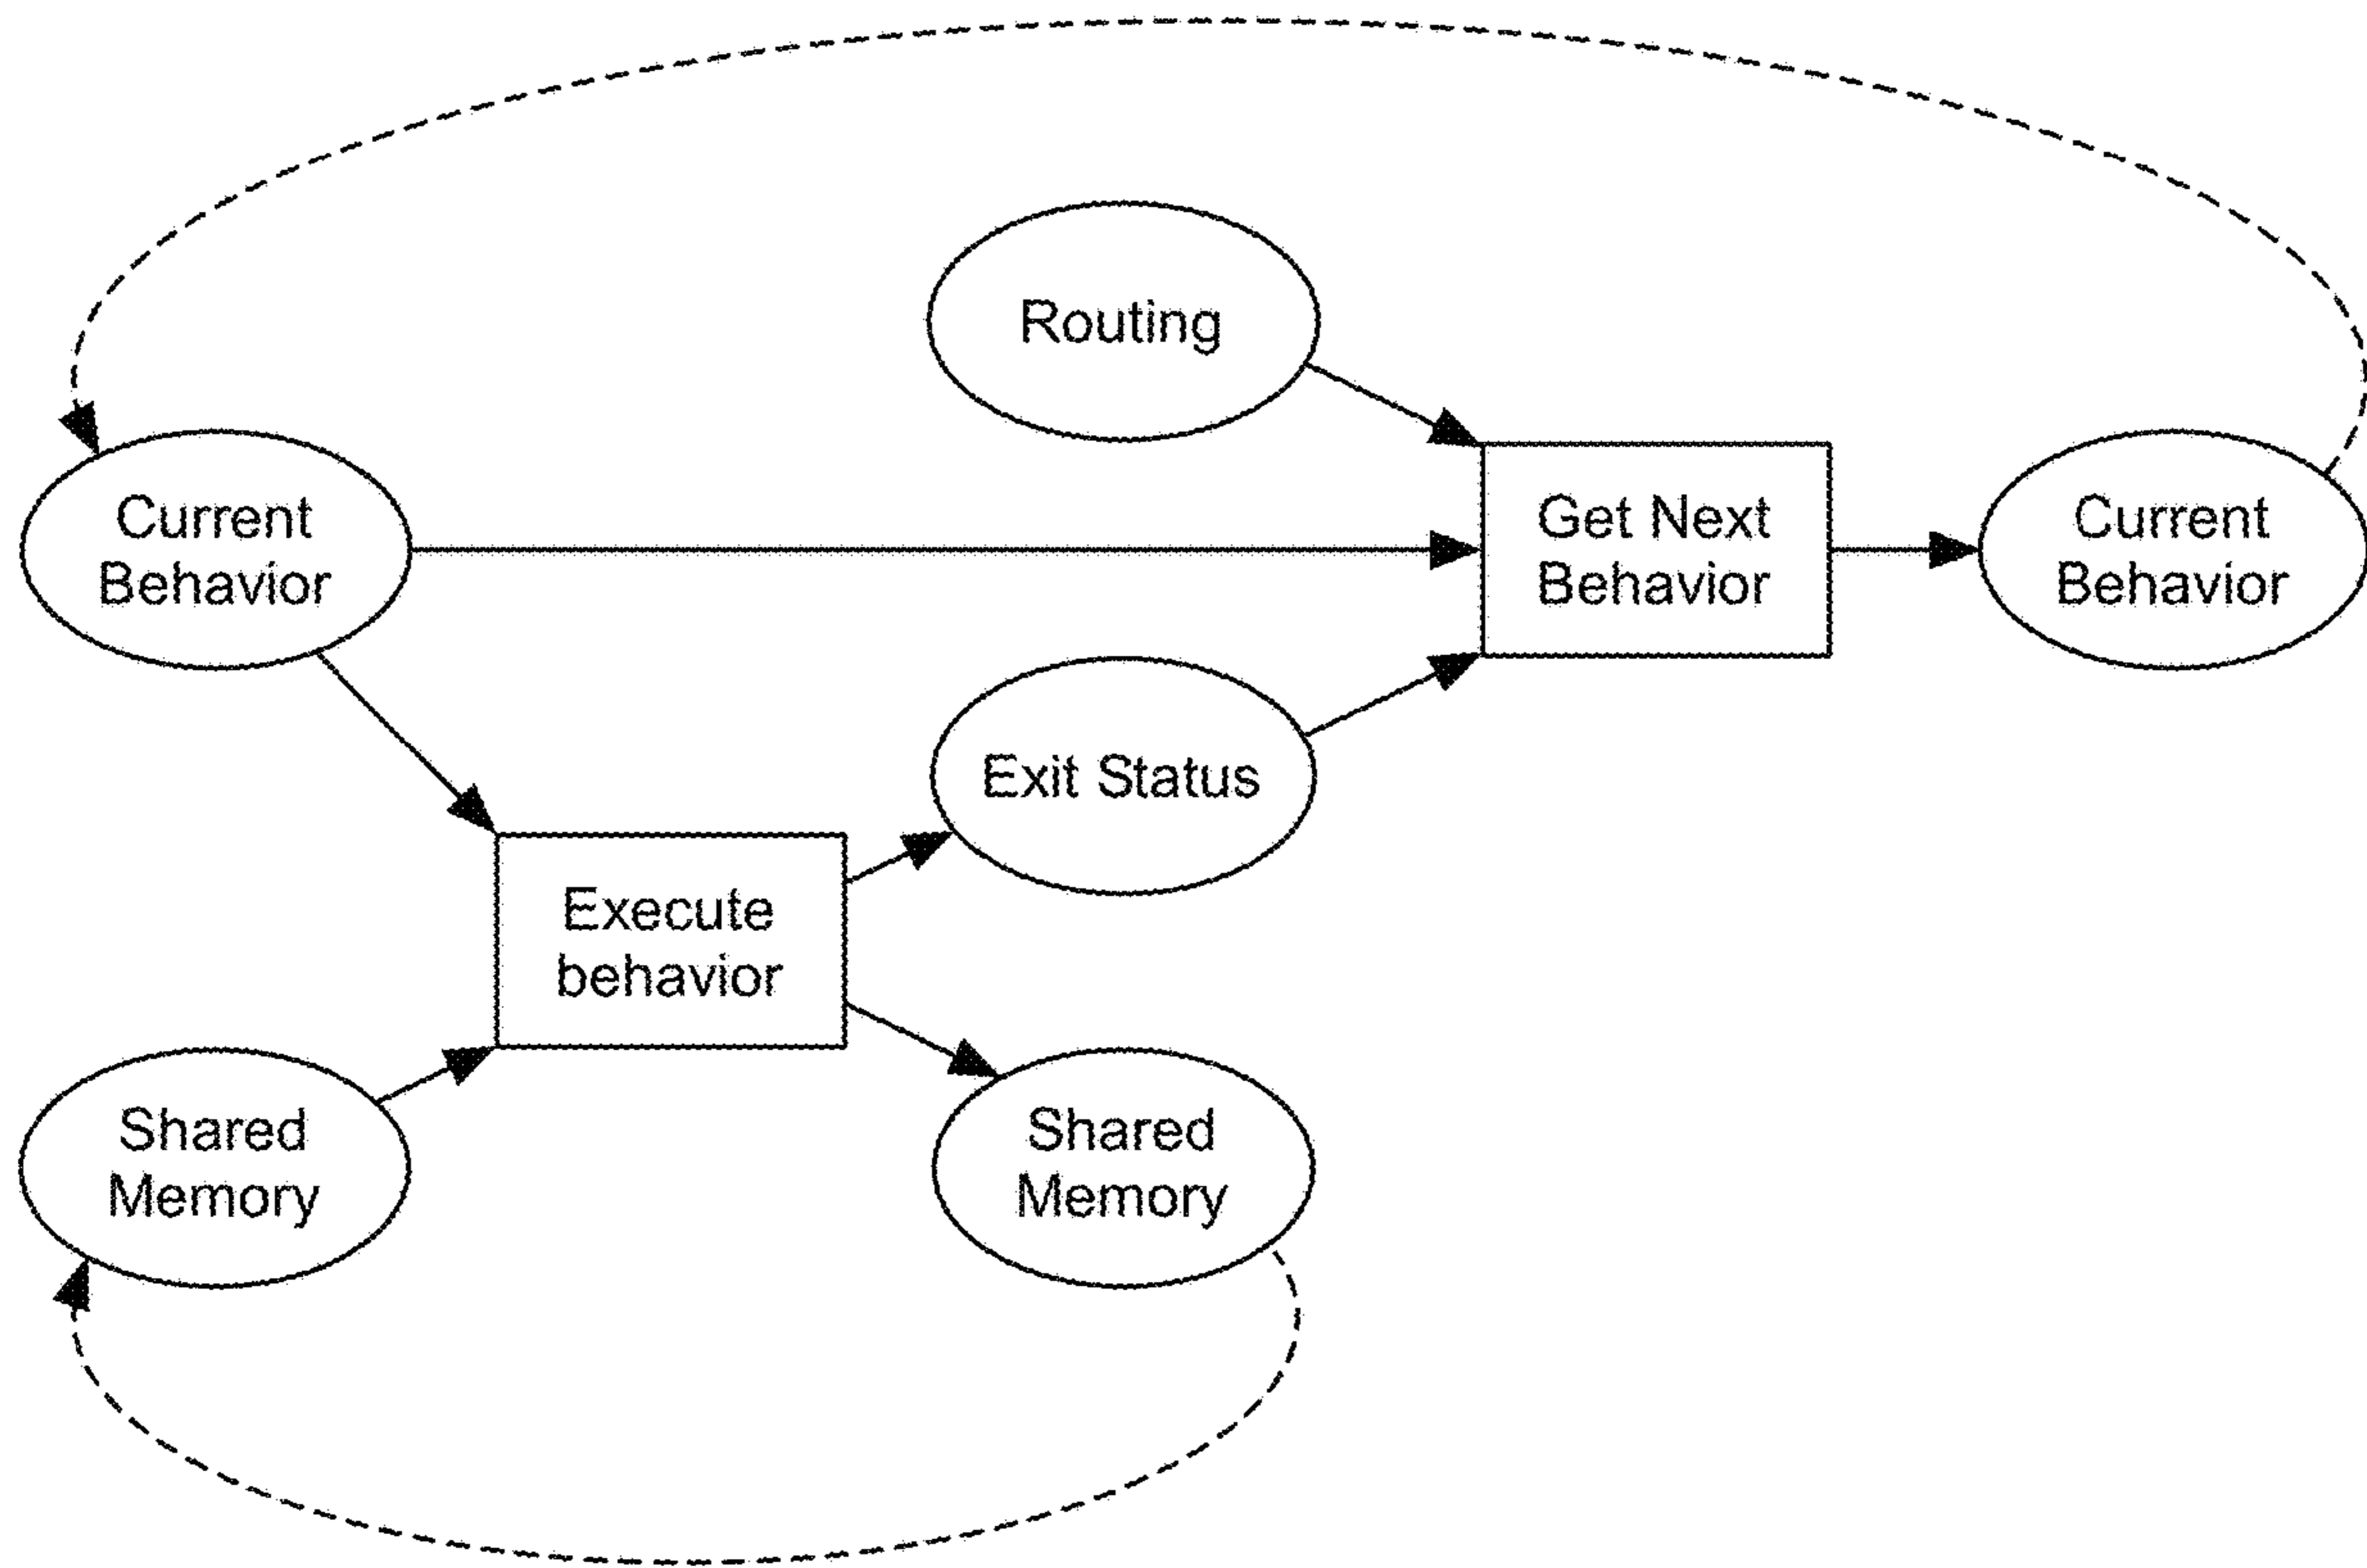 Routing
Current
Behavior
Get Next
Behavior
Current
Behavior
Exit Status
Execute
behavior
Shared
Memory
Shared
Memory